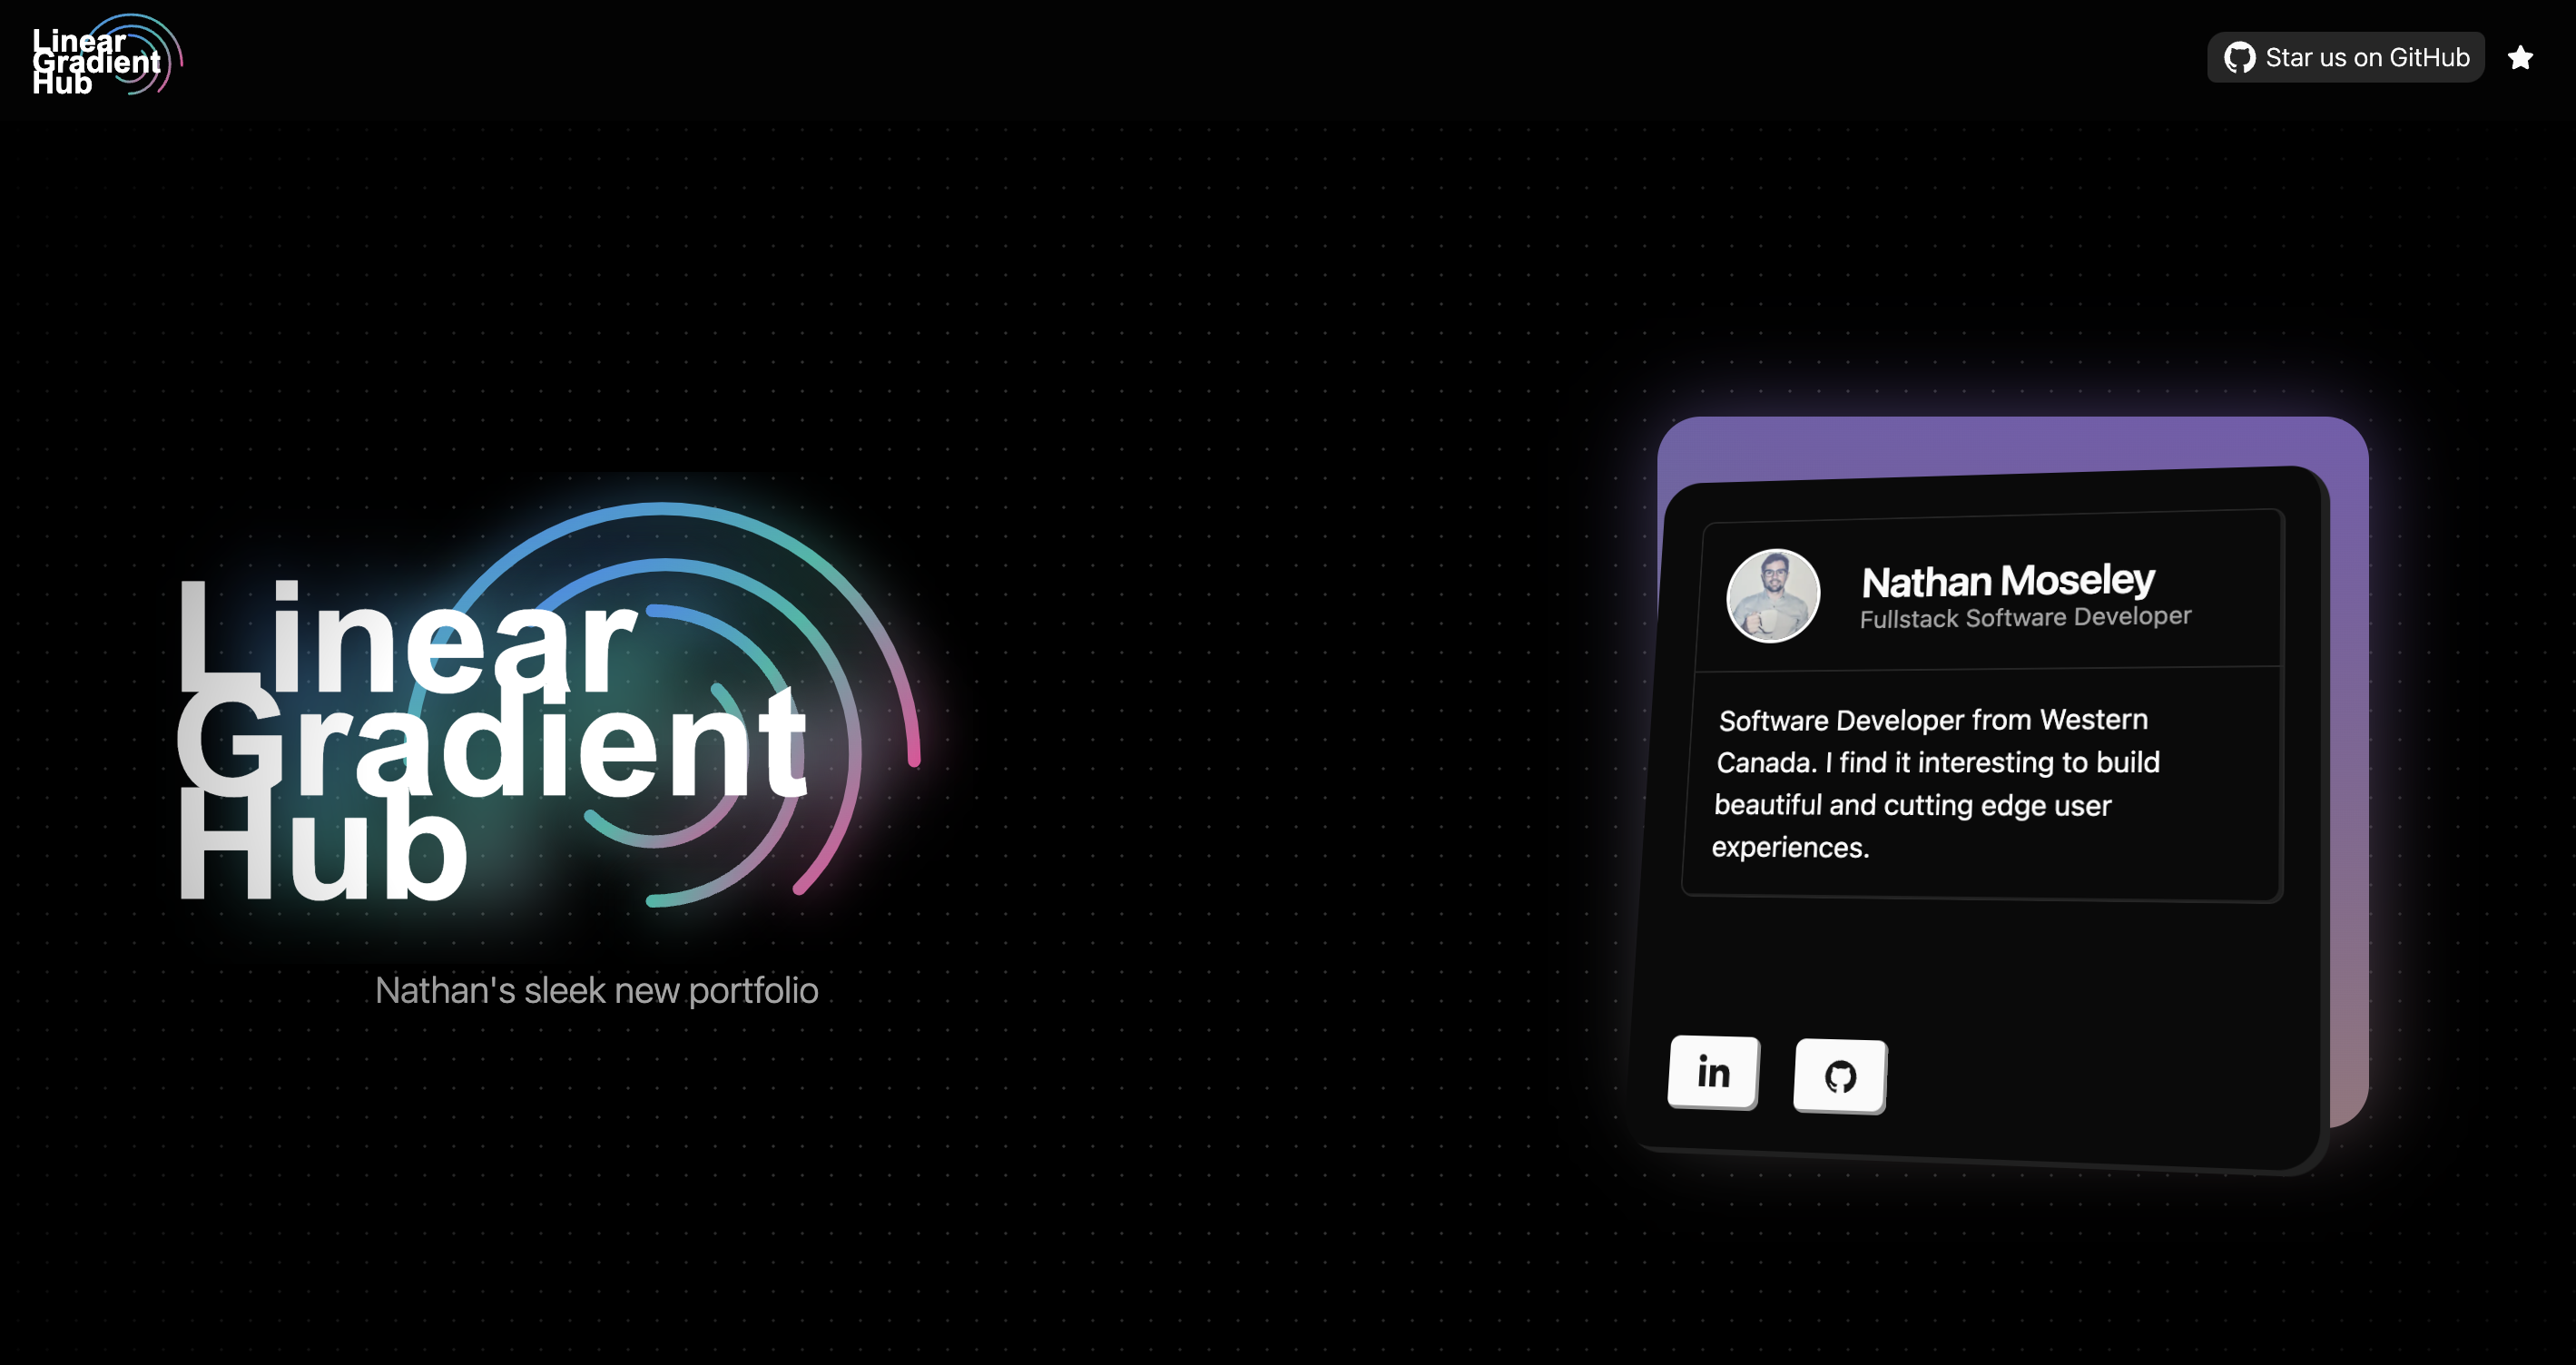 Linear
Gradient
Hub
Star us on GitHub
Linear
Gradient
Hub
Nathan's sleek new portfolio
Nathan Moseley
Fullstack Software Developer
Software Developer from Western
Canada. I find it interesting to build
beautiful and cutting edge user
experiences.
in